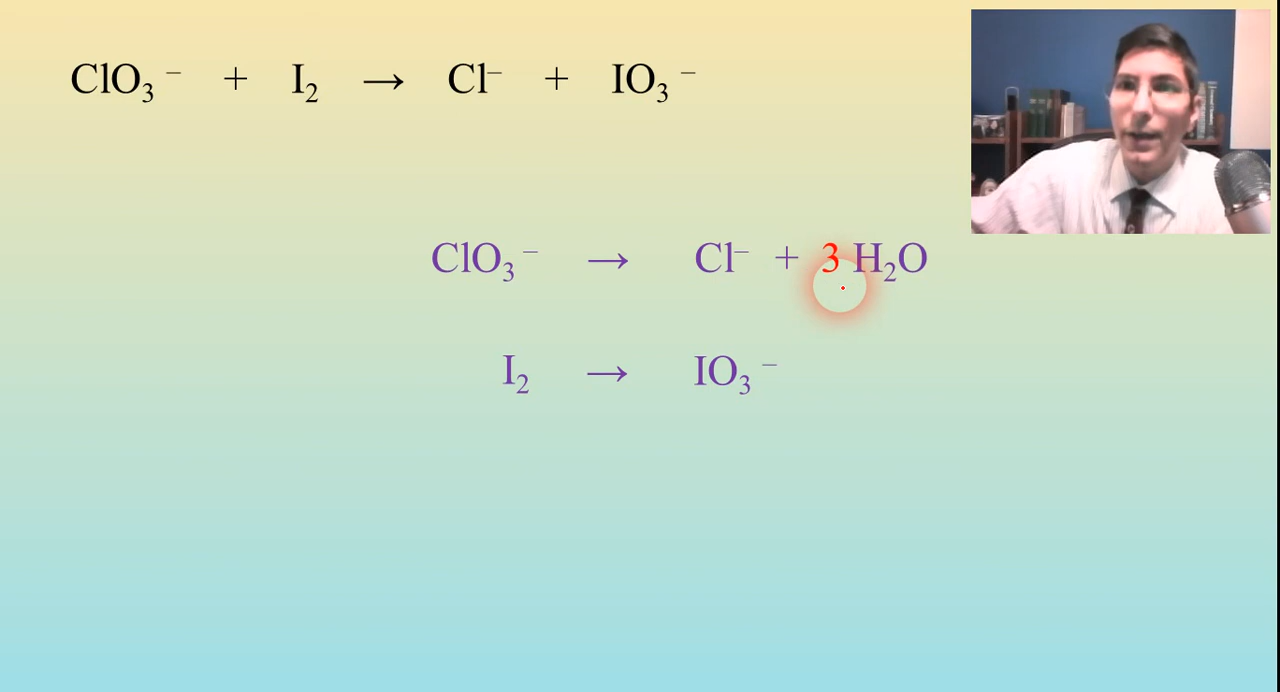 ClO₃⁻ + I₂ → Cl⁻ + IO₃⁻
ClO₃⁻ → Cl⁻ + 3 H₂O
I₂ → IO₃⁻